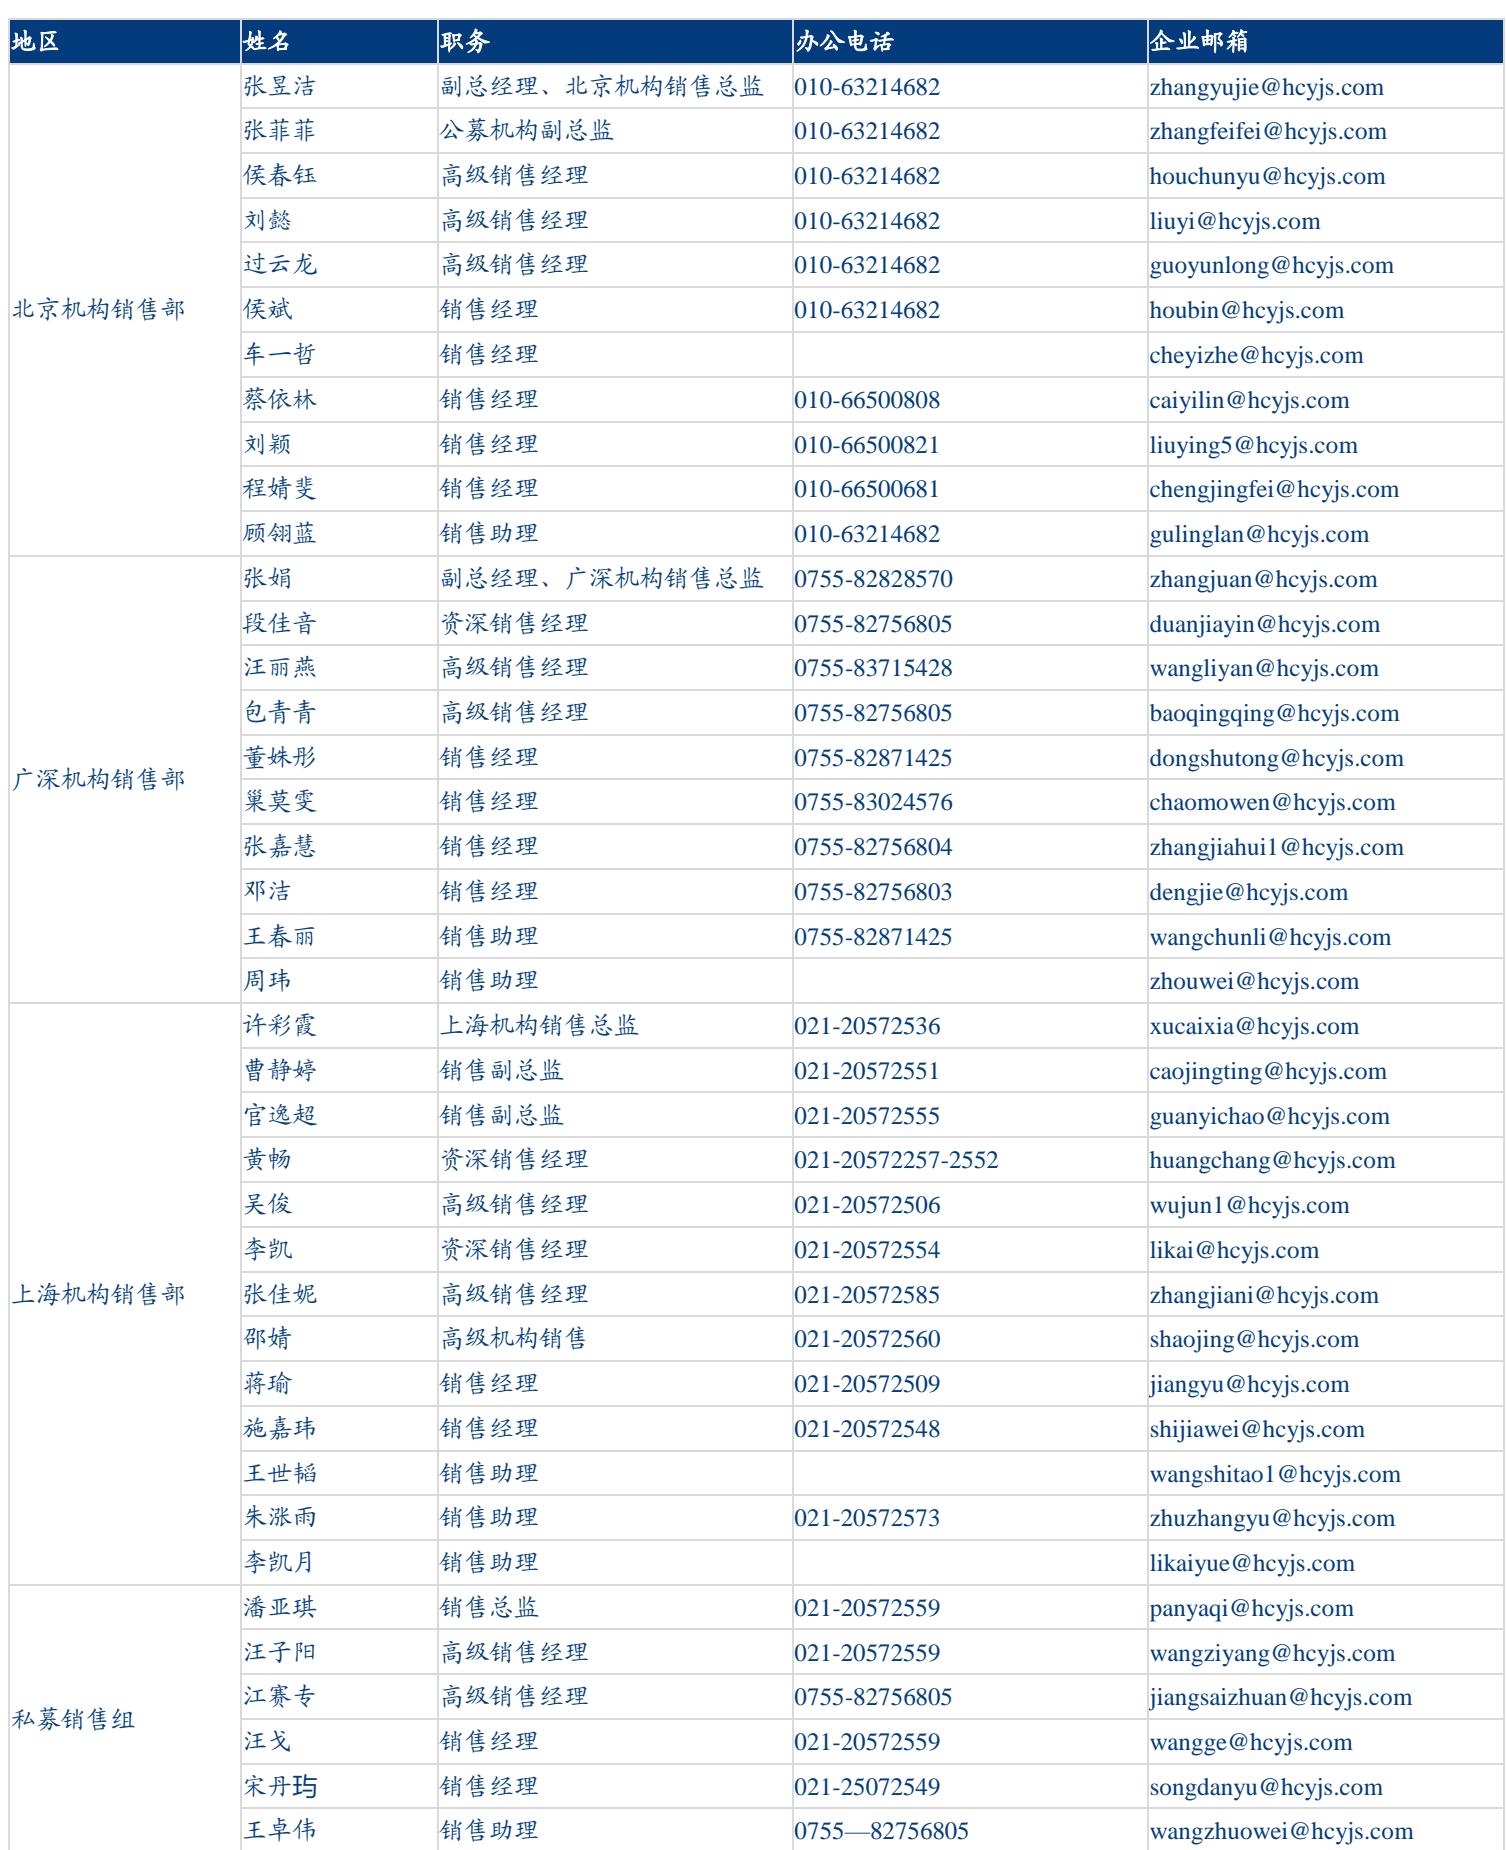 地区 姓名 职务 办公电话 企业邮箱
北京机构销售部 张昱洁 副总经理、北京机构销售总监 010-63214682 zhangyujie@hcyjs.com
张菲菲 公募机构副总监 010-63214682 zhangfeifei@hcyjs.com
侯春钰 高级销售经理 010-63214682 houchunyu@hcyjs.com
刘懿 高级销售经理 010-63214682 liuyi@hcyjs.com
过云龙 高级销售经理 010-63214682 guoyunlong@hcyjs.com
侯斌 销售经理 010-63214682 houbin@hcyjs.com
车一哲 销售经理 cheyizhe@hcyjs.com
蔡依林 销售经理 010-66500808 caiyilin@hcyjs.com
刘颖 销售经理 010-66500821 liuying5@hcyjs.com
程婧斐 销售经理 010-66500681 chengjingfei@hcyjs.com
顾翎蓝 销售助理 010-63214682 gulinglan@hcyjs.com
广深机构销售部 张娟 副总经理、广深机构销售总监 0755-82828570 zhangjuan@hcyjs.com
段佳音 资深销售经理 0755-82756805 duanjiayin@hcyjs.com
汪丽燕 高级销售经理 0755-83715428 wangliyan@hcyjs.com
包青青 高级销售经理 0755-82756805 baoqingqing@hcyjs.com
董姝彤 销售经理 0755-82871425 dongshutong@hcyjs.com
巢莫雯 销售经理 0755-83024576 chaomowen@hcyjs.com
张嘉慧 销售经理 0755-82756804 zhangjiahui1@hcyjs.com
邓洁 销售经理 0755-82756803 dengjie@hcyjs.com
王春丽 销售助理 0755-82871425 wangchunli@hcyjs.com
周玮 销售助理 zhouwei@hcyjs.com
上海机构销售部 许彩霞 上海机构销售总监 021-20572536 xucaixia@hcyjs.com
曹静婷 销售副总监 021-20572551 caojingting@hcyjs.com
官逸超 销售副总监 021-20572555 guanyichao@hcyjs.com
黄畅 资深销售经理 021-20572257-2552 huangchang@hcyjs.com
吴俊 高级销售经理 021-20572506 wujun1@hcyjs.com
李凯 资深销售经理 021-20572554 likai@hcyjs.com
张佳妮 高级销售经理 021-20572585 zhangjiani@hcyjs.com
邵婧 高级机构销售 021-20572560 shaojing@hcyjs.com
蒋瑜 销售经理 021-20572509 jiangyu@hcyjs.com
施嘉玮 销售经理 021-20572548 shijiawei@hcyjs.com
王世韬 销售助理 wangshitao1@hcyjs.com
朱涨雨 销售助理 021-20572573 zhuzhangyu@hcyjs.com
李凯月 销售助理 likaiyue@hcyjs.com
私募销售组 潘亚琪 销售总监 021-20572559 panyaqi@hcyjs.com
汪子阳 高级销售经理 021-20572559 wangziyang@hcyjs.com
江赛专 高级销售经理 0755-82756805 jiangsaizhuan@hcyjs.com
汪戈 销售经理 021-20572559 wangge@hcyjs.com
宋丹玙 销售经理 021-25072549 songdanyu@hcyjs.com
王卓伟 销售助理 0755—82756805 wangzhuowei@hcyjs.com